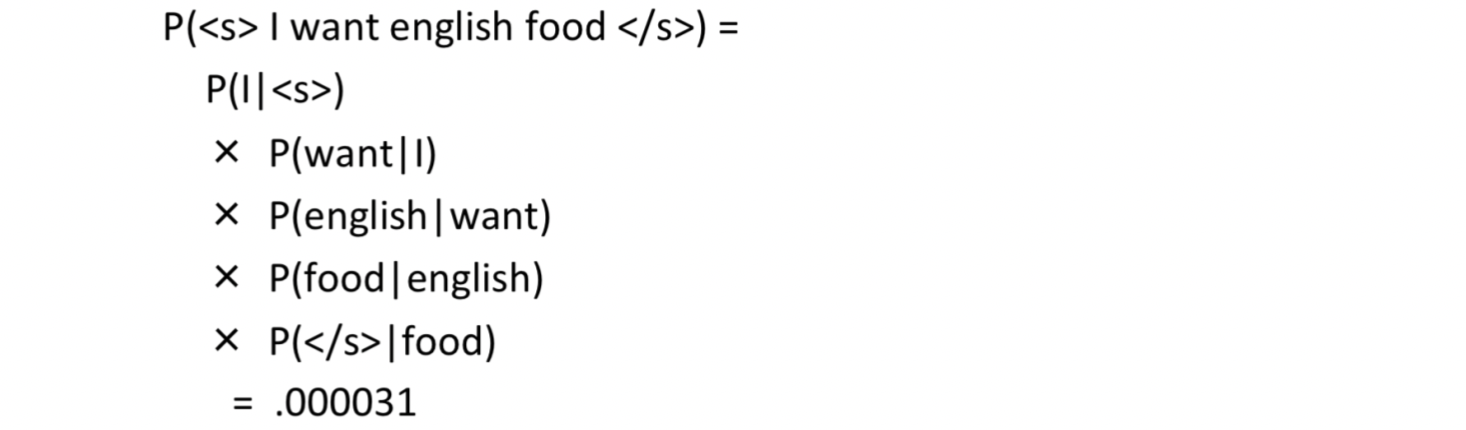 P(<s> I want english food </s>) =
P(I|<s>)
× P(want|I)
× P(english|want)
× P(food|english)
× P(</s>|food)
= .000031